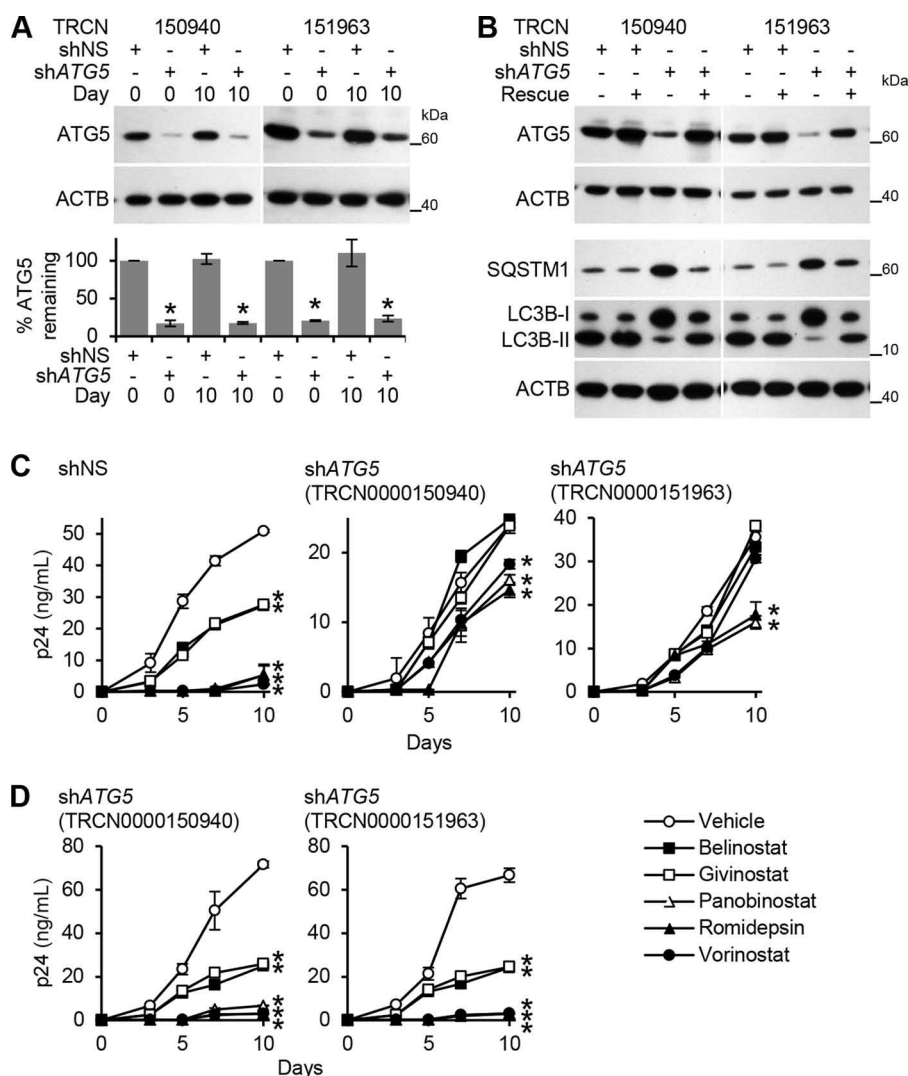 A
TRCN 150940 151963
shNS + - + - + - + -
shATG5 - + - + - + - +
Day 0 0 10 10 0 0 10 10
kDa
ATG5 60
ACTB 40
% ATG5 remaining
100
50
0
shNS + - + - + - + -
shATG5 - + - + - + - +
Day 0 0 10 10 0 0 10 10
B
TRCN 150940 151963
shNS + + - - + + - -
shATG5 - - + + - - + +
Rescue - + - + - + - +
kDa
ATG5 60
ACTB 40
SQSTM1 60
LC3B-I
LC3B-II 10
ACTB 40
C
shNS
p24 (ng/mL)
50
40
30
20
10
0
0 5 10
* * * * *
shATG5
(TRCN0000150940)
20
10
0
0 5 10
* * *
Days
shATG5
(TRCN0000151963)
40
30
20
10
0
0 5 10
* *
D
shATG5
(TRCN0000150940)
p24 (ng/mL)
80
60
40
20
0
0 5 10
* * * * *
Days
shATG5
(TRCN0000151963)
80
60
40
20
0
0 5 10
* * * * *
Vehicle
Belinostat
Givinostat
Panobinostat
Romidepsin
Vorinostat